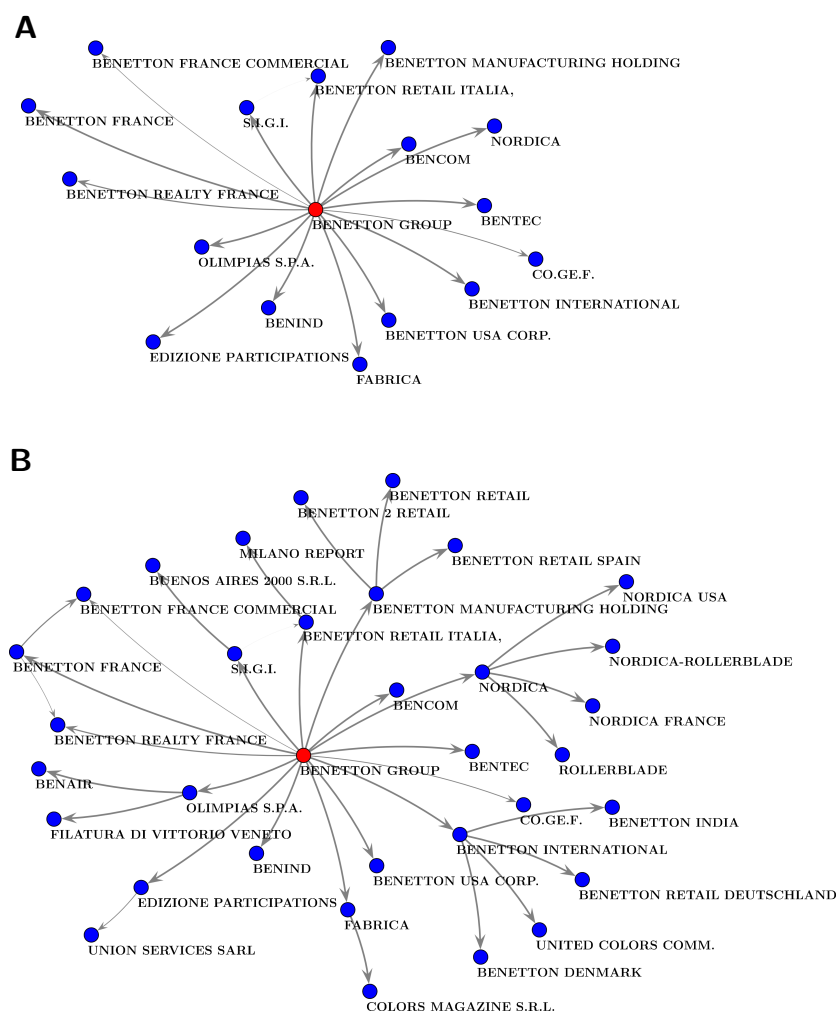 A
BENETTON FRANCE COMMERCIAL
BENETTON MANUFACTURING HOLDING
BENETTON RETAIL ITALIA,
BENETTON FRANCE
S.I.G.I.
NORDICA
BENCOM
BENETTON REALTY FRANCE
BENETTON GROUP
BENTEC
OLIMPIAS S.P.A.
CO.GE.F.
BENETTON INTERNATIONAL
BENIND
BENETTON USA CORP.
EDIZIONE PARTICIPATIONS
FABRICA
B
BENETTON RETAIL
BENETTON 2 RETAIL
MILANO REPORT
BENETTON RETAIL SPAIN
BUENOS AIRES 2000 S.R.L.
NORDICA USA
BENETTON FRANCE COMMERCIAL
BENETTON MANUFACTURING HOLDING
BENETTON RETAIL ITALIA,
NORDICA-ROLLERBLADE
BENETTON FRANCE
S.I.G.I.
NORDICA
BENCOM
NORDICA FRANCE
BENETTON REALTY FRANCE
BENETTON GROUP
BENTEC
ROLLERBLADE
BENAIR
OLIMPIAS S.P.A.
CO.GE.F.
BENETTON INDIA
FILATURA DI VITTORIO VENETO
BENETTON INTERNATIONAL
BENIND
BENETTON USA CORP.
BENETTON RETAIL DEUTSCHLAND
EDIZIONE PARTICIPATIONS
FABRICA
UNION SERVICES SARL
UNITED COLORS COMM.
BENETTON DENMARK
COLORS MAGAZINE S.R.L.